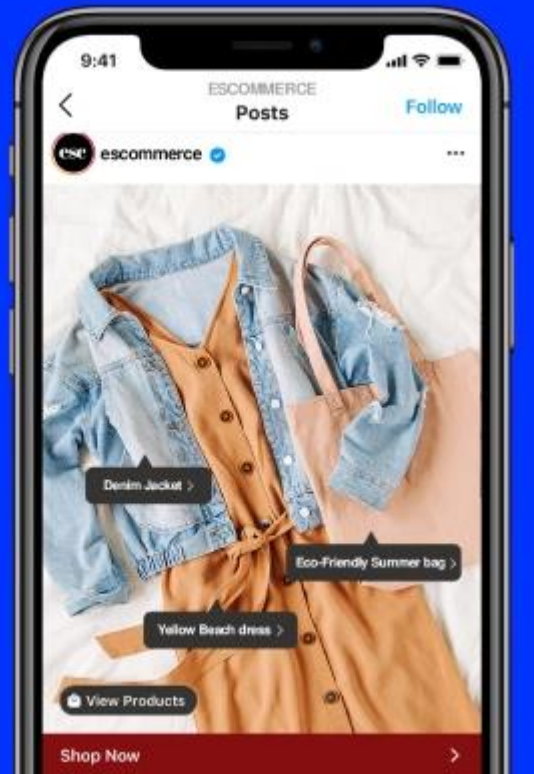 9:41
ESCOMMERCE
Posts
Follow
ese
escommerce
Denim Jacket >
Eco-Friendly Summer bag >
Yellow Beach dress >
View Products
Shop Now >